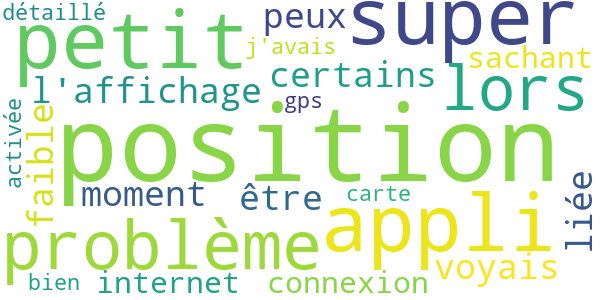 détaillé
petit
peux
super
j'avais
sachant
l'affichage
certains
lors
gps
activée
faible
position
moment
être
carte
liée
problème
appli
voyais
bien
internet
connexion